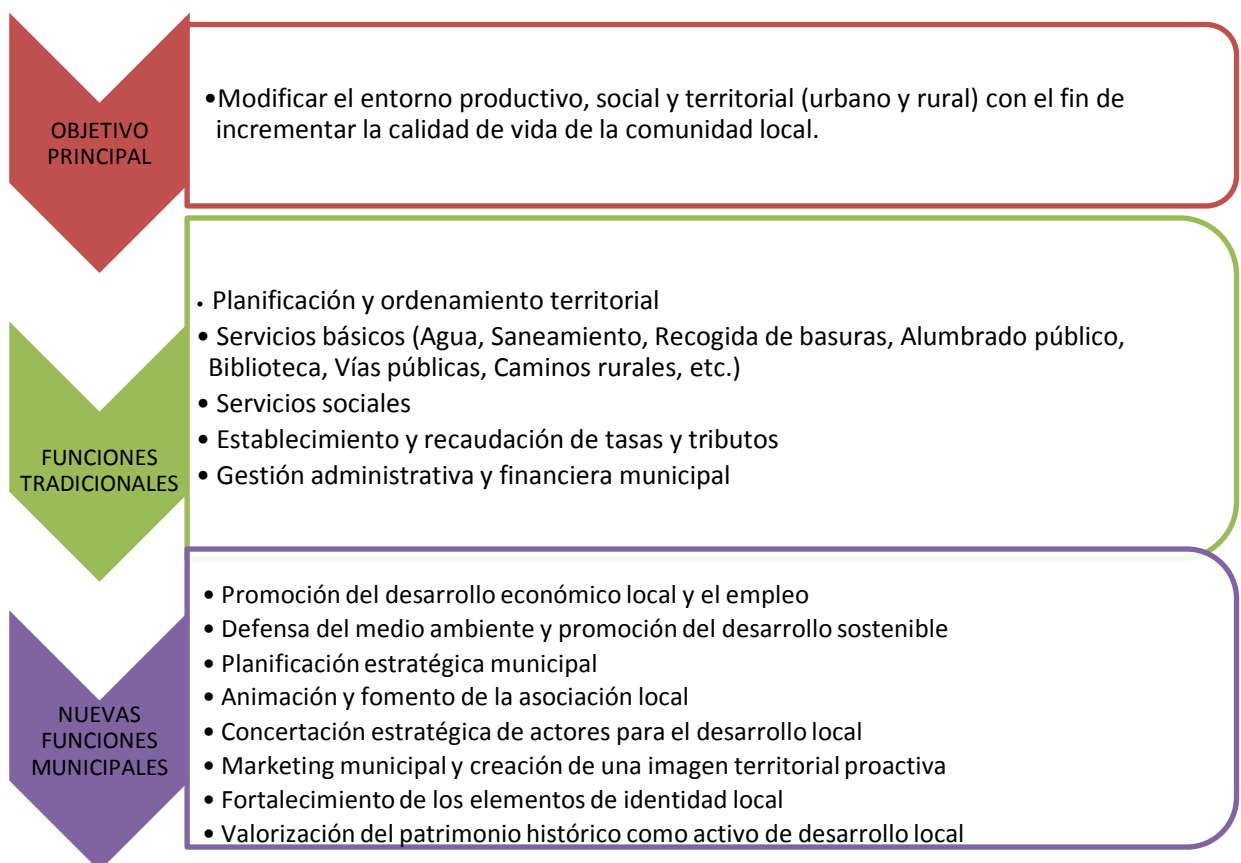 OBJETIVO
PRINCIPAL
•Modificar el entorno productivo, social y territorial (urbano y rural) con el fin de
incrementar la calidad de vida de la comunidad local.
FUNCIONES
TRADICIONALES
• Planificación y ordenamiento territorial
• Servicios básicos (Agua, Saneamiento, Recogida de basuras, Alumbrado público,
Biblioteca, Vías públicas, Caminos rurales, etc.)
• Servicios sociales
• Establecimiento y recaudación de tasas y tributos
• Gestión administrativa y financiera municipal
NUEVAS
FUNCIONES
MUNICIPALES
• Promoción del desarrollo económico local y el empleo
• Defensa del medio ambiente y promoción del desarrollo sostenible
• Planificación estratégica municipal
• Animación y fomento de la asociación local
• Concertación estratégica de actores para el desarrollo local
• Marketing municipal y creación de una imagen territorial proactiva
• Fortalecimiento de los elementos de identidad local
• Valorización del patrimonio histórico como activo de desarrollo local